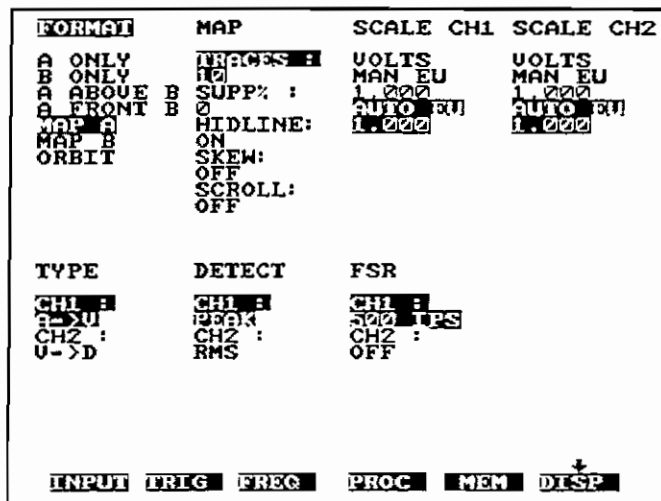 FORMAT MAP SCALE CH1 SCALE CH2
A ONLY TRACES : VOLTS VOLTS
B ONLY 10 MAN EU MAN EU
A ABOVE B SUPP% : 1.000 1.000
A FRONT B 0 AUTO EU AUTO EU
MAP A HIDLINE: 1.000 1.000
MAP B ON
ORBIT SKEW:
OFF
SCROLL:
OFF
TYPE DETECT FSR
CH1 : CH1 : CH1 :
A->V PEAK 500 IPS
CH2 : CH2 : CH2 :
V->D RMS OFF
INPUT TRIG FREQ PROC MEM DISP